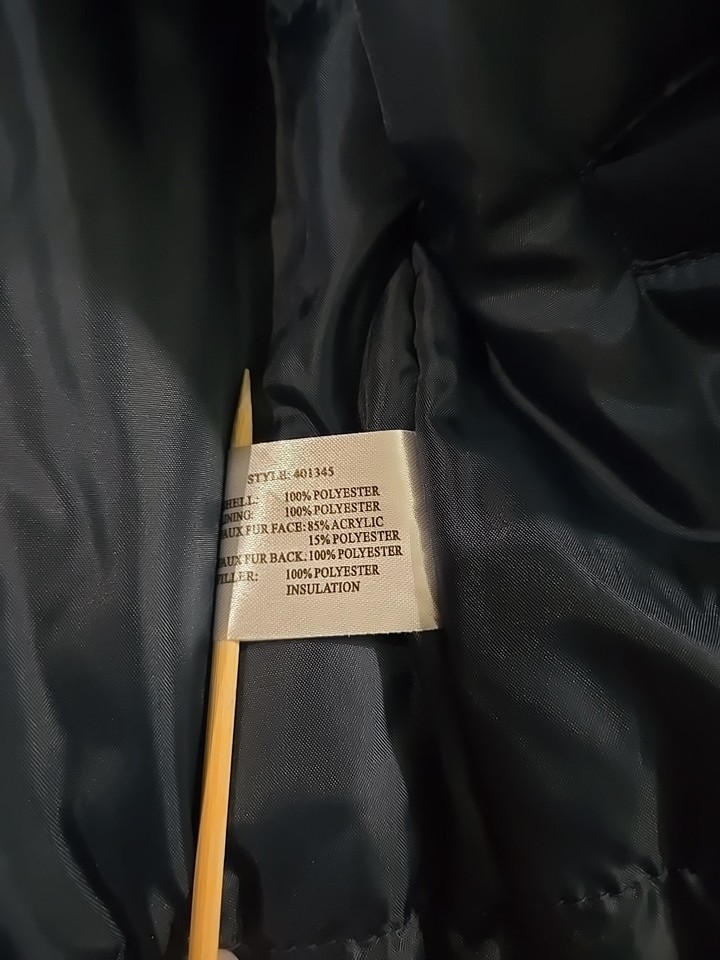 STYLE: 401345
HELL: 100% POLYESTER
INING: 100% POLYESTER
AUX FUR FACE: 85% ACRYLIC
15% POLYESTER
AUX FUR BACK: 100% POLYESTER
ILLER: 100% POLYESTER
INSULATION